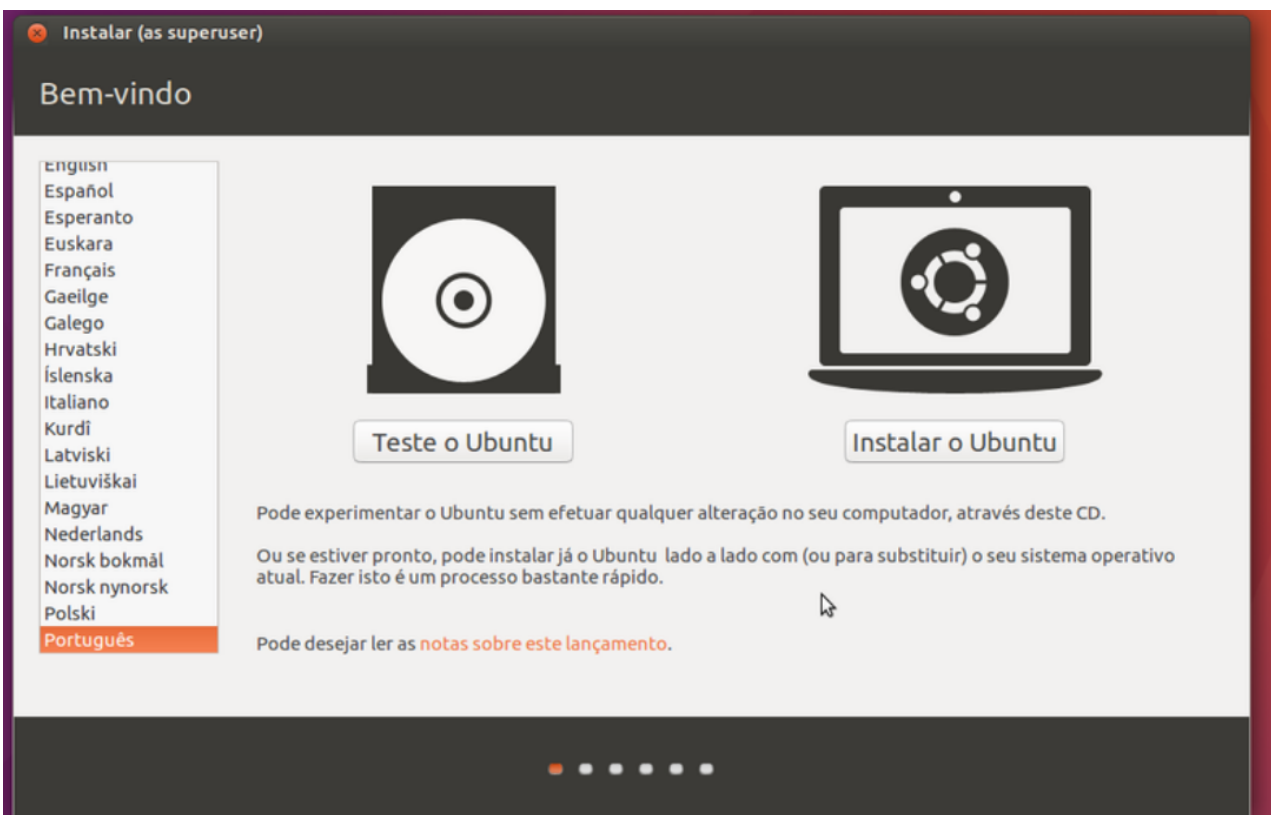 Instalar (as superuser)
Bem-vindo
English
Español
Esperanto
Euskara
Français
Gaeilge
Galego
Hrvatski
Íslenska
Italiano
Kurdî
Latviski
Lietuviškai
Magyar
Nederlands
Norsk bokmål
Norsk nynorsk
Polski
Português
Teste o Ubuntu
Instalar o Ubuntu
Pode experimentar o Ubuntu sem efetuar qualquer alteração no seu computador, através deste CD.
Ou se estiver pronto, pode instalar já o Ubuntu lado a lado com (ou para substituir) o seu sistema operativo
atual. Fazer isto é um processo bastante rápido.
Pode desejar ler as notas sobre este lançamento.